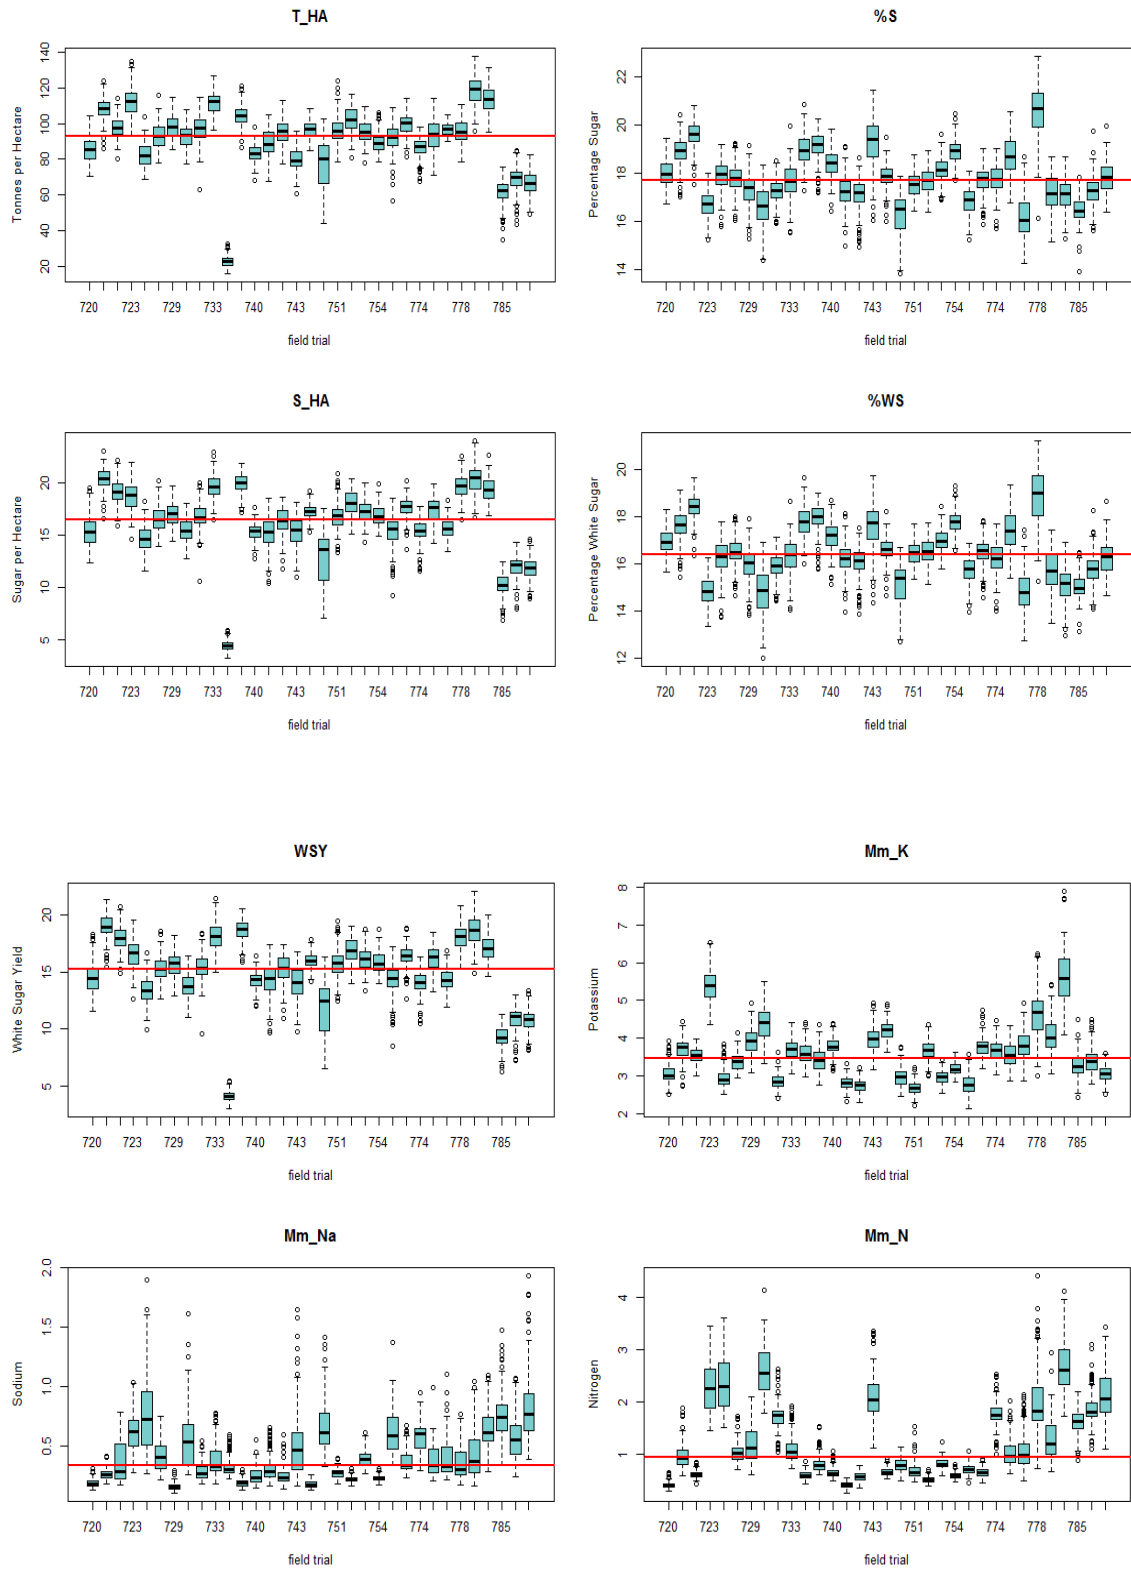 T_HA
Tonnes per Hectare
20 40 60 80 100 120 140
720 723 729 733 740 743 751 754 774 778 785
field trial
%S
Percentage Sugar
14 16 18 20 22
720 723 729 733 740 743 751 754 774 778 785
field trial
S_HA
Sugar per Hectare
5 10 15 20
720 723 729 733 740 743 751 754 774 778 785
field trial
%WS
Percentage White Sugar
12 14 16 18 20
720 723 729 733 740 743 751 754 774 778 785
field trial
WSY
White Sugar Yield
5 10 15 20
720 723 729 733 740 743 751 754 774 778 785
field trial
Mm_K
Potassium
2 3 4 5 6 7 8
720 723 729 733 740 743 751 754 774 778 785
field trial
Mm_Na
Sodium
0.5 1.0 1.5 2.0
720 723 729 733 740 743 751 754 774 778 785
field trial
Mm_N
Nitrogen
1 2 3 4
720 723 729 733 740 743 751 754 774 778 785
field trial